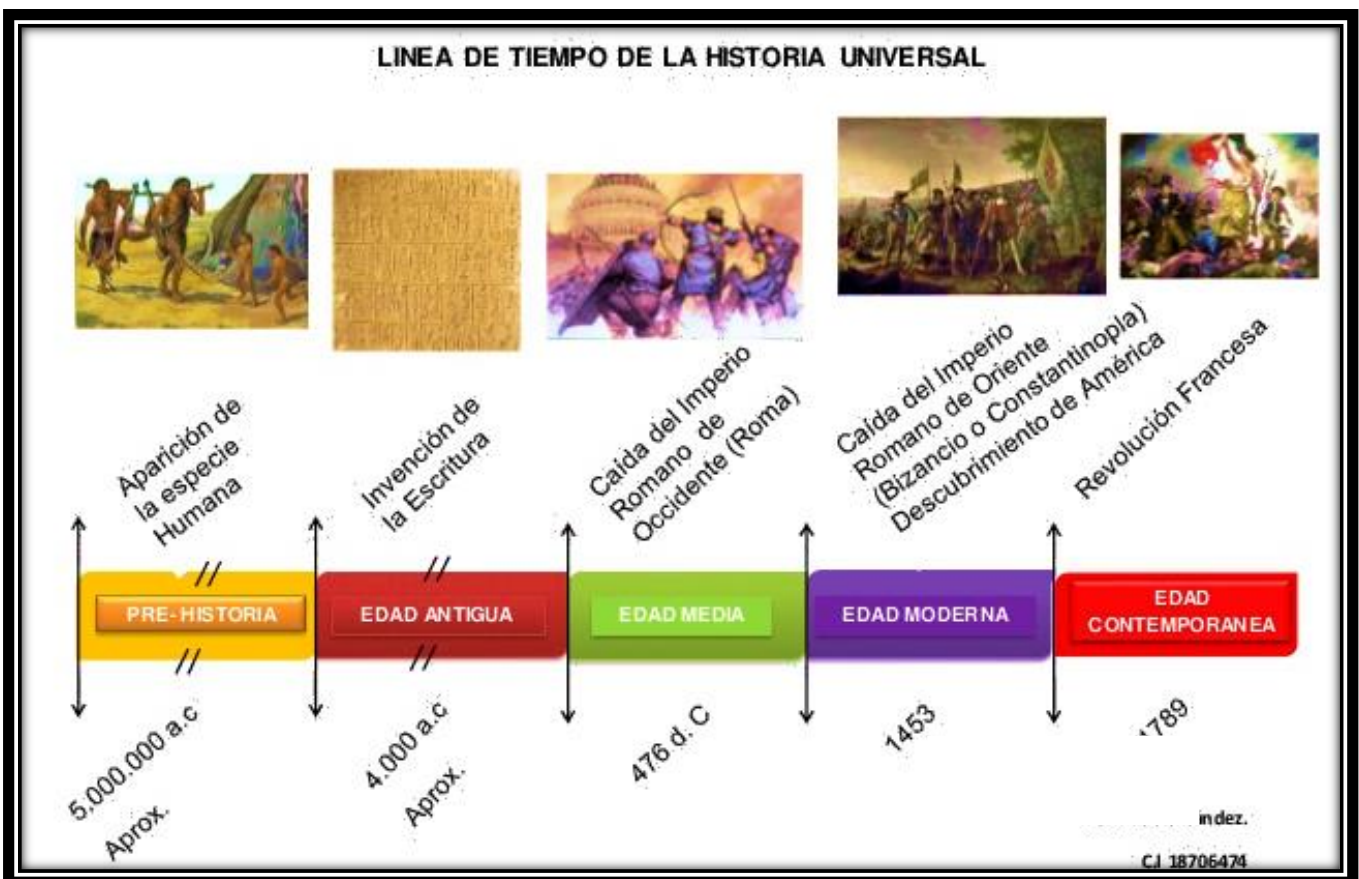 LINEA DE TIEMPO DE LA HISTORIA UNIVERSAL
Aparición de
la especie
Humana
Invención de
la Escritura
Caída del Imperio
Romano de
Occidente (Roma)
Caída del Imperio
Romano de Oriente
(Bizancio o Constantinopla)
Descubrimiento de América
Revolución Francesa
PRE-HISTORIA
EDAD ANTIGUA
EDAD MEDIA
EDAD MODERNA
EDAD
CONTEMPORANEA
5,000.000 a.c
Aprox.
4.000 a.c
Aprox.
476 d. C
1453
1789
C.I 18706474